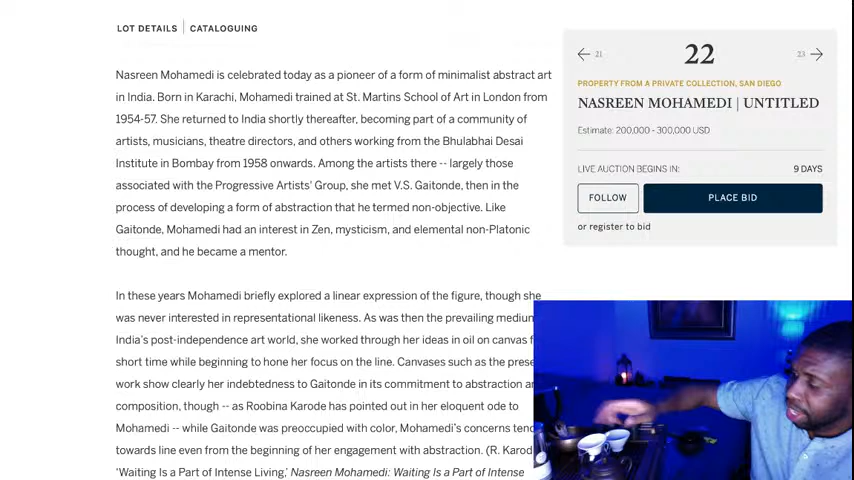 LOT DETAILS | CATALOGUING
Nasreen Mohamedi is celebrated today as a pioneer of a form of minimalist abstract art
in India. Born in Karachi, Mohamedi trained at St. Martins School of Art in London from
1954-57. She returned to India shortly thereafter, becoming part of a community of
artists, musicians, theatre directors, and others working from the Bhulabhai Desai
Institute in Bombay from 1958 onwards. Among the artists there -- largely those
associated with the Progressive Artists' Group, she met V.S. Gaitonde, then in the
process of developing a form of abstraction that he termed non-objective. Like
Gaitonde, Mohamedi had an interest in Zen, mysticism, and elemental non-Platonic
thought, and he became a mentor.
In these years Mohamedi briefly explored a linear expression of the figure, though she
was never interested in representational likeness. As was then the prevailing medium
India's post-independence art world, she worked through her ideas in oil on canvas
short time while beginning to hone her focus on the line. Canvases such as the
work show clearly her indebtedness to Gaitonde in its commitment to abstraction
composition, though -- as Roobina Karode has pointed out in her eloquent ode to
Mohamedi -- while Gaitonde was preoccupied with color, Mohamedi's concerns
towards line even from the beginning of her engagement with abstraction. (R.
'Waiting Is a Part of Intense Living,' Nasreen Mohamedi: Waiting Is a Part of Intense
← 21
22
23 →
PROPERTY FROM A PRIVATE COLLECTION, SAN DIEGO
NASREEN MOHAMEDI | UNTITLED
Estimate: 200,000 - 300,000 USD
LIVE AUCTION BEGINS IN: 9 DAYS
FOLLOW
PLACE BID
or register to bid